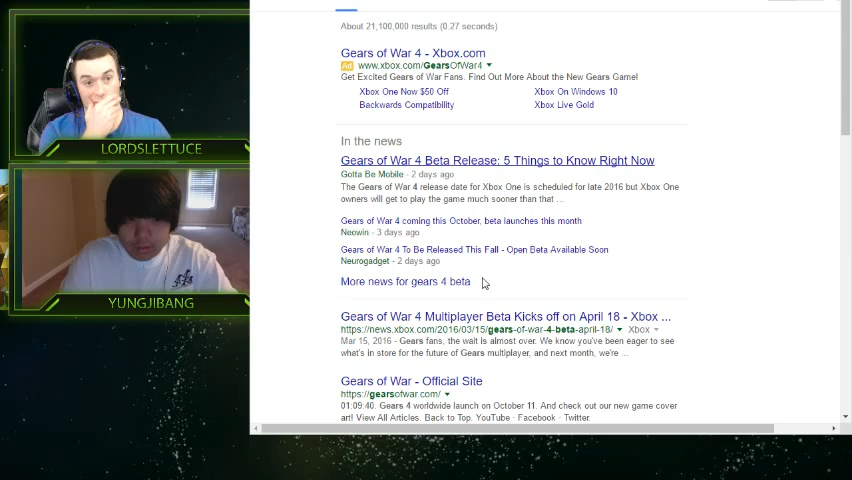 About 21,100,000 results (0.27 seconds)
Gears of War 4 - Xbox.com
Ad www.xbox.com/GearsOfWar4
Get Excited Gears of War Fans. Find Out More About the New Gears Game!
Xbox One Now $50 Off
Xbox On Windows 10
Backwards Compatibility
Xbox Live Gold
In the news
Gears of War 4 Beta Release: 5 Things to Know Right Now
Gotta Be Mobile - 2 days ago
The Gears of War 4 release date for Xbox One is scheduled for late 2016 but Xbox One
owners will get to play the game much sooner than that ...
Gears of War 4 coming this October, beta launches this month
Neowin - 3 days ago
Gears of War 4 To Be Released This Fall - Open Beta Available Soon
Neurogadget - 2 days ago
More news for gears 4 beta
Gears of War 4 Multiplayer Beta Kicks off on April 18 - Xbox ...
https://news.xbox.com/2016/03/15/gears-of-war-4-beta-april-18/ Xbox
Mar 15, 2016 - Gears fans, the wait is almost over. We know you've been eager to see
what's in store for the future of Gears multiplayer, and next month, we're ...
Gears of War - Official Site
https://gearsofwar.com/
01:09:40. Gears 4 worldwide launch on October 11. And check out our new game cover
art! View All Articles. Back to Top. YouTube · Facebook · Twitter.
LORDSLETTUCE
YUNGJIBANG